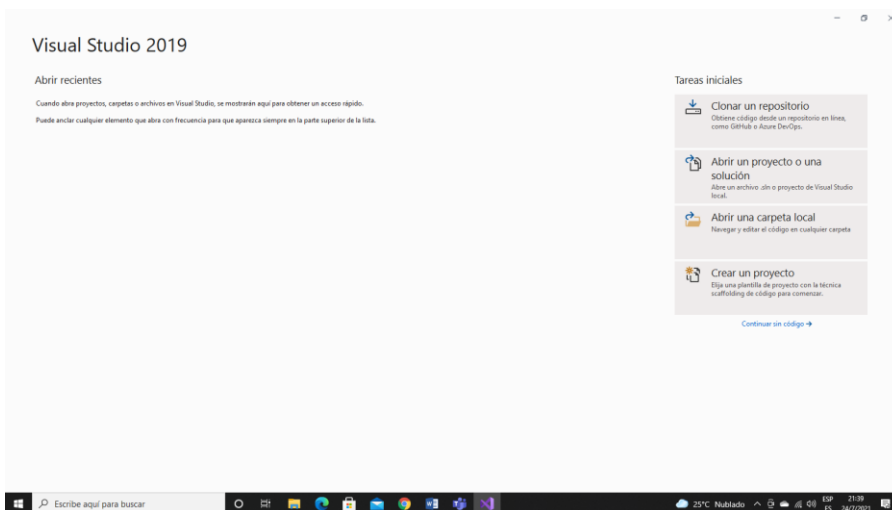 Visual Studio 2019
Abrir recientes
Cuando abra proyectos, carpetas o archivos en Visual Studio, se mostrarán aquí para obtener un acceso rápido.
Puede anclar cualquier elemento que abra con frecuencia para que aparezca siempre en la parte superior de la lista.
Tareas iniciales
Clonar un repositorio
Obtiene código desde un repositorio en línea,
como GitHub o Azure DevOps.
Abrir un proyecto o una
solución
Abre un archivo .sln o proyecto de Visual Studio
local.
Abrir una carpeta local
Navegar y editar el código en cualquier carpeta
Crear un proyecto
Elija una plantilla de proyecto con la técnica
scaffolding de código para comenzar.
Continuar sin código →
Escribe aquí para buscar
25°C Nublado
ESP
ES
21:39
24/7/2021